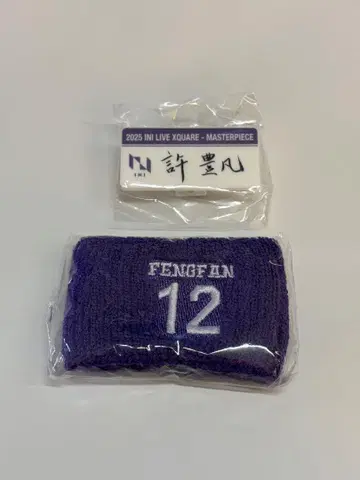 2025 INI LIVE XQUARE - MASTERPIECE
INI
許 豊凡
FENGFAN
12